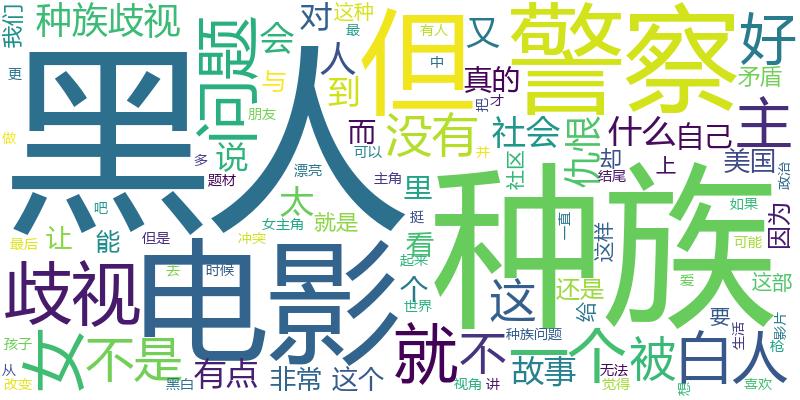 我们
种族歧视
问题
会
对
这种
最
但
有人
中
又
警察
好
更
黑人
与
人
到
真的
把
才
矛盾
朋友
做
说
没有
而
社会
仇恨
什么
自己
主
多
题材
漂亮
可以
并
社区
却
结尾
上
美国
政治
吧
女主角
太
主角
里
挺
种族
一直
这样
因为
如果
最后
让
能
但是
冲突
就是
看
可能
歧视
电影
去
时候
起来
个
世界
这
还是
给
爱
要
这部
生活
枪
影片
孩子
女
不是
就
不
种族问题
一个
被
白人
从
改变
黑白
有点
非常
这个
视角
讲
故事
无法
觉得
想
喜欢